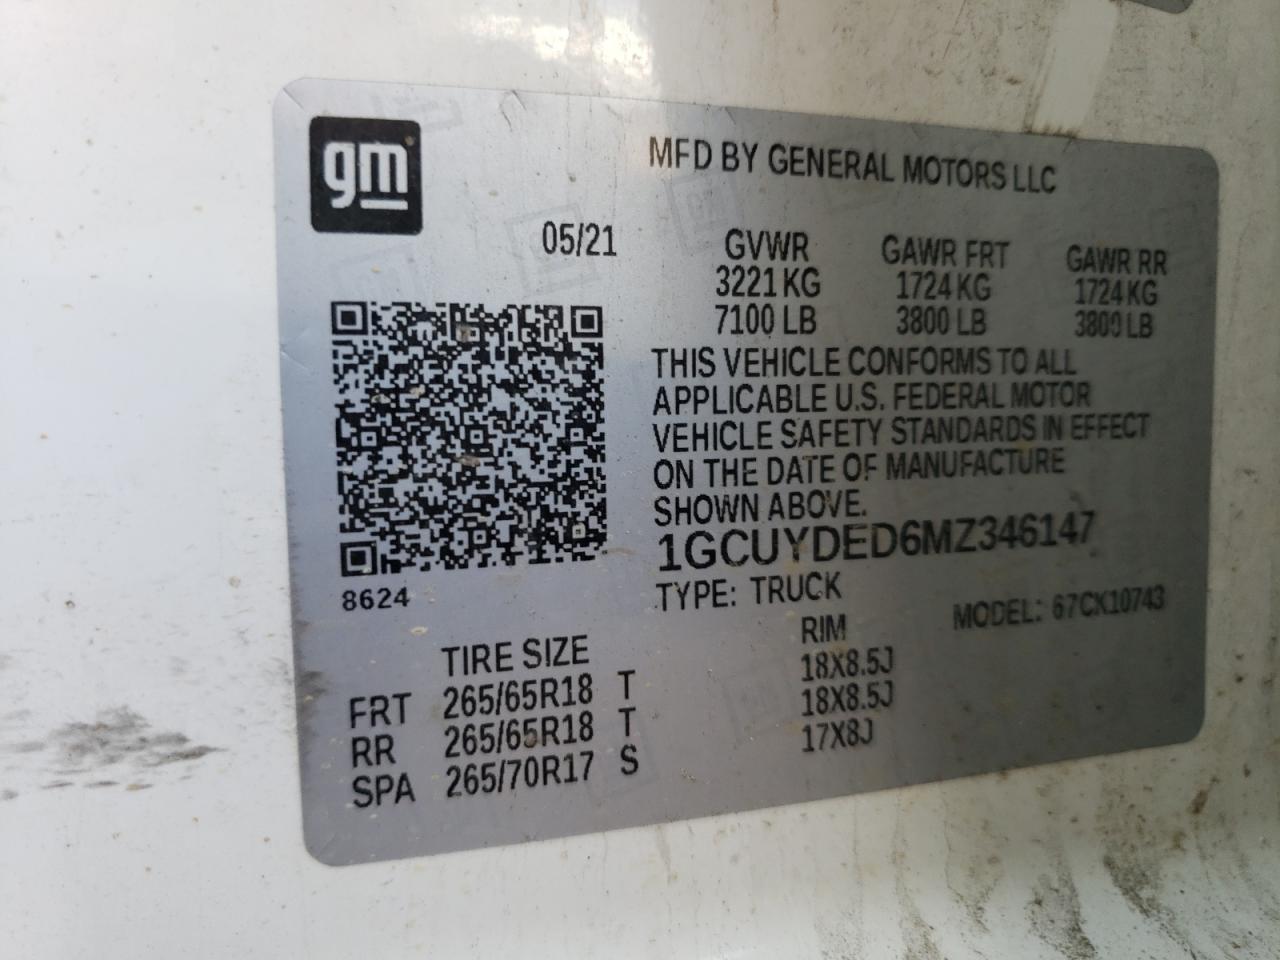 gm
MFD BY GENERAL MOTORS LLC
05/21 GVWR GAWR FRT GAWR RR
3221 KG 1724 KG 1724 KG
7100 LB 3800 LB 3800 LB
THIS VEHICLE CONFORMS TO ALL
APPLICABLE U.S. FEDERAL MOTOR
VEHICLE SAFETY STANDARDS IN EFFECT
ON THE DATE OF MANUFACTURE
SHOWN ABOVE.
1GCUYDED6MZ346147
8624
TYPE: TRUCK MODEL: 67CK10743
TIRE SIZE RIM
FRT 265/65R18 T 18X8.5J
RR 265/65R18 T 18X8.5J
SPA 265/70R17 S 17X8J